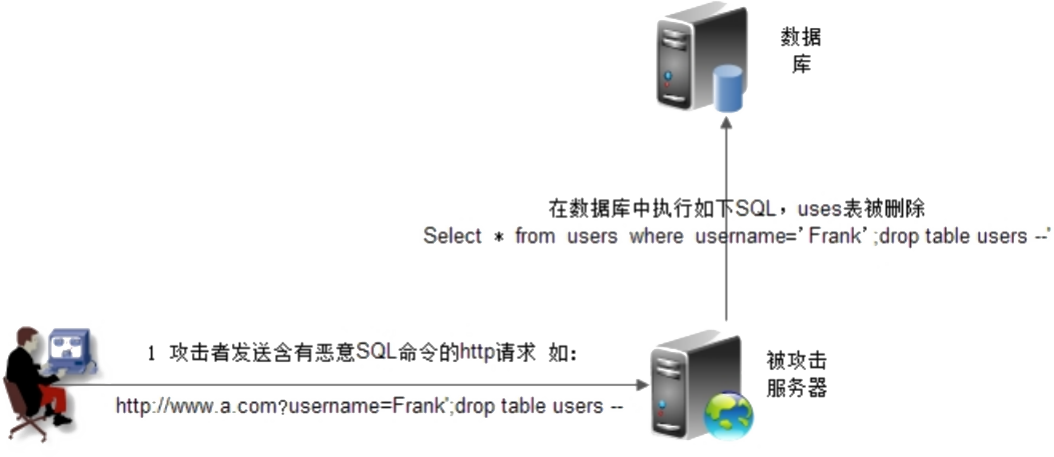 数据
库
在数据库中执行如下SQL，uses表被删除
Select * from users where username=’Frank’;drop table users --'
1 攻击者发送含有恶意SQL命令的http请求 如：
http://www.a.com?username=Frank';drop table users --
被攻击
服务器